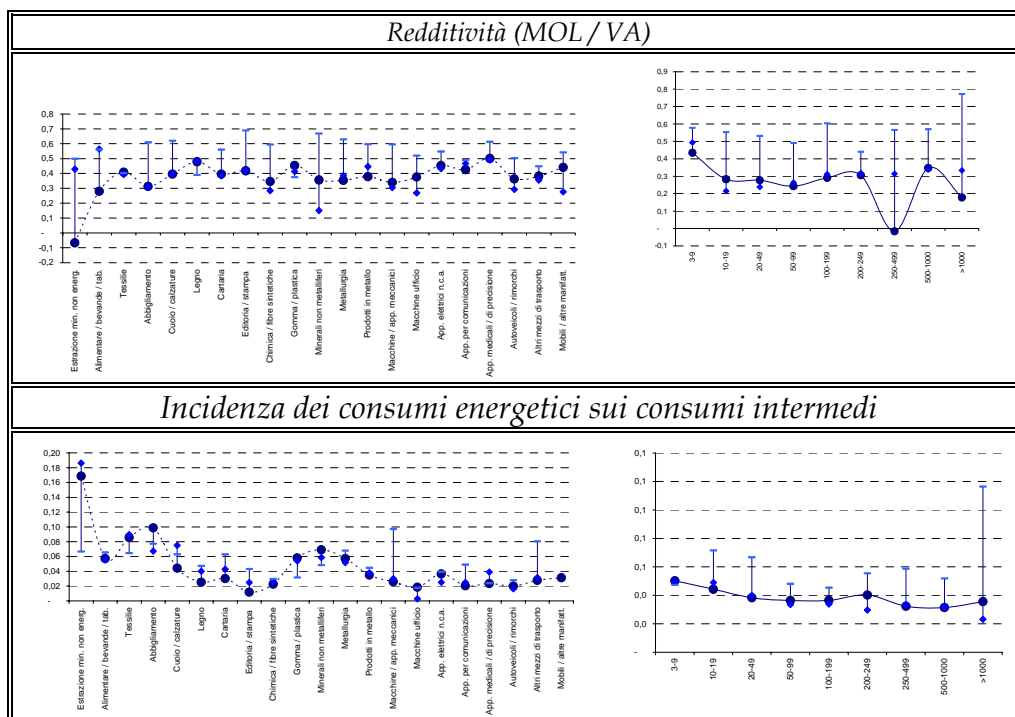 Redditività (MOL / VA)
0,8
0,7
0,6
0,5
0,4
0,3
0,2
0,1
-
-0,1
-0,2
Estrazione min. non energ.
Alimentare / bevande / tab.
Tessilie
Abbigliamento
Cuoio / calzature
Legno
Cartaria
Editoria / stampa
Chimica / fibre sintetiche
Gomma / plastica
Minerali non metalliferi
Metallurgia
Prodotti in metallo
Macchine / app. meccanici
Macchine ufficio
App. elettrici n.c.a.
App. per comunicazioni
App. medicali / di precisione
Autoveicoli / rimorchi
Altri mezzi di trasporto
Mobili / altre manifatt.
0,9
0,8
0,7
0,6
0,5
0,4
0,3
0,2
0,1
-
-0,1
3-9
10-19
20-49
50-99
100-199
200-249
250-499
500-1000
>1000
Incidenza dei consumi energetici sui consumi intermedi
0,20
0,18
0,16
0,14
0,12
0,10
0,08
0,06
0,04
0,02
-
Estrazione min. non energ.
Alimentare / bevande / tab.
Tessilie
Abbigliamento
Cuoio / calzature
Legno
Cartaria
Editoria / stampa
Chimica / fibre sintetiche
Gomma / plastica
Minerali non metalliferi
Metallurgia
Prodotti in metallo
Macchine / app. meccanici
Macchine ufficio
App. elettrici n.c.a.
App. per comunicazioni
App. medicali / di precisione
Autoveicoli / rimorchi
Altri mezzi di trasporto
Mobili / altre manifatt.
0,1
0,1
0,1
0,1
0,0
0,0
-
3-9
10-19
20-49
50-99
100-199
200-249
250-499
500-1000
>1000